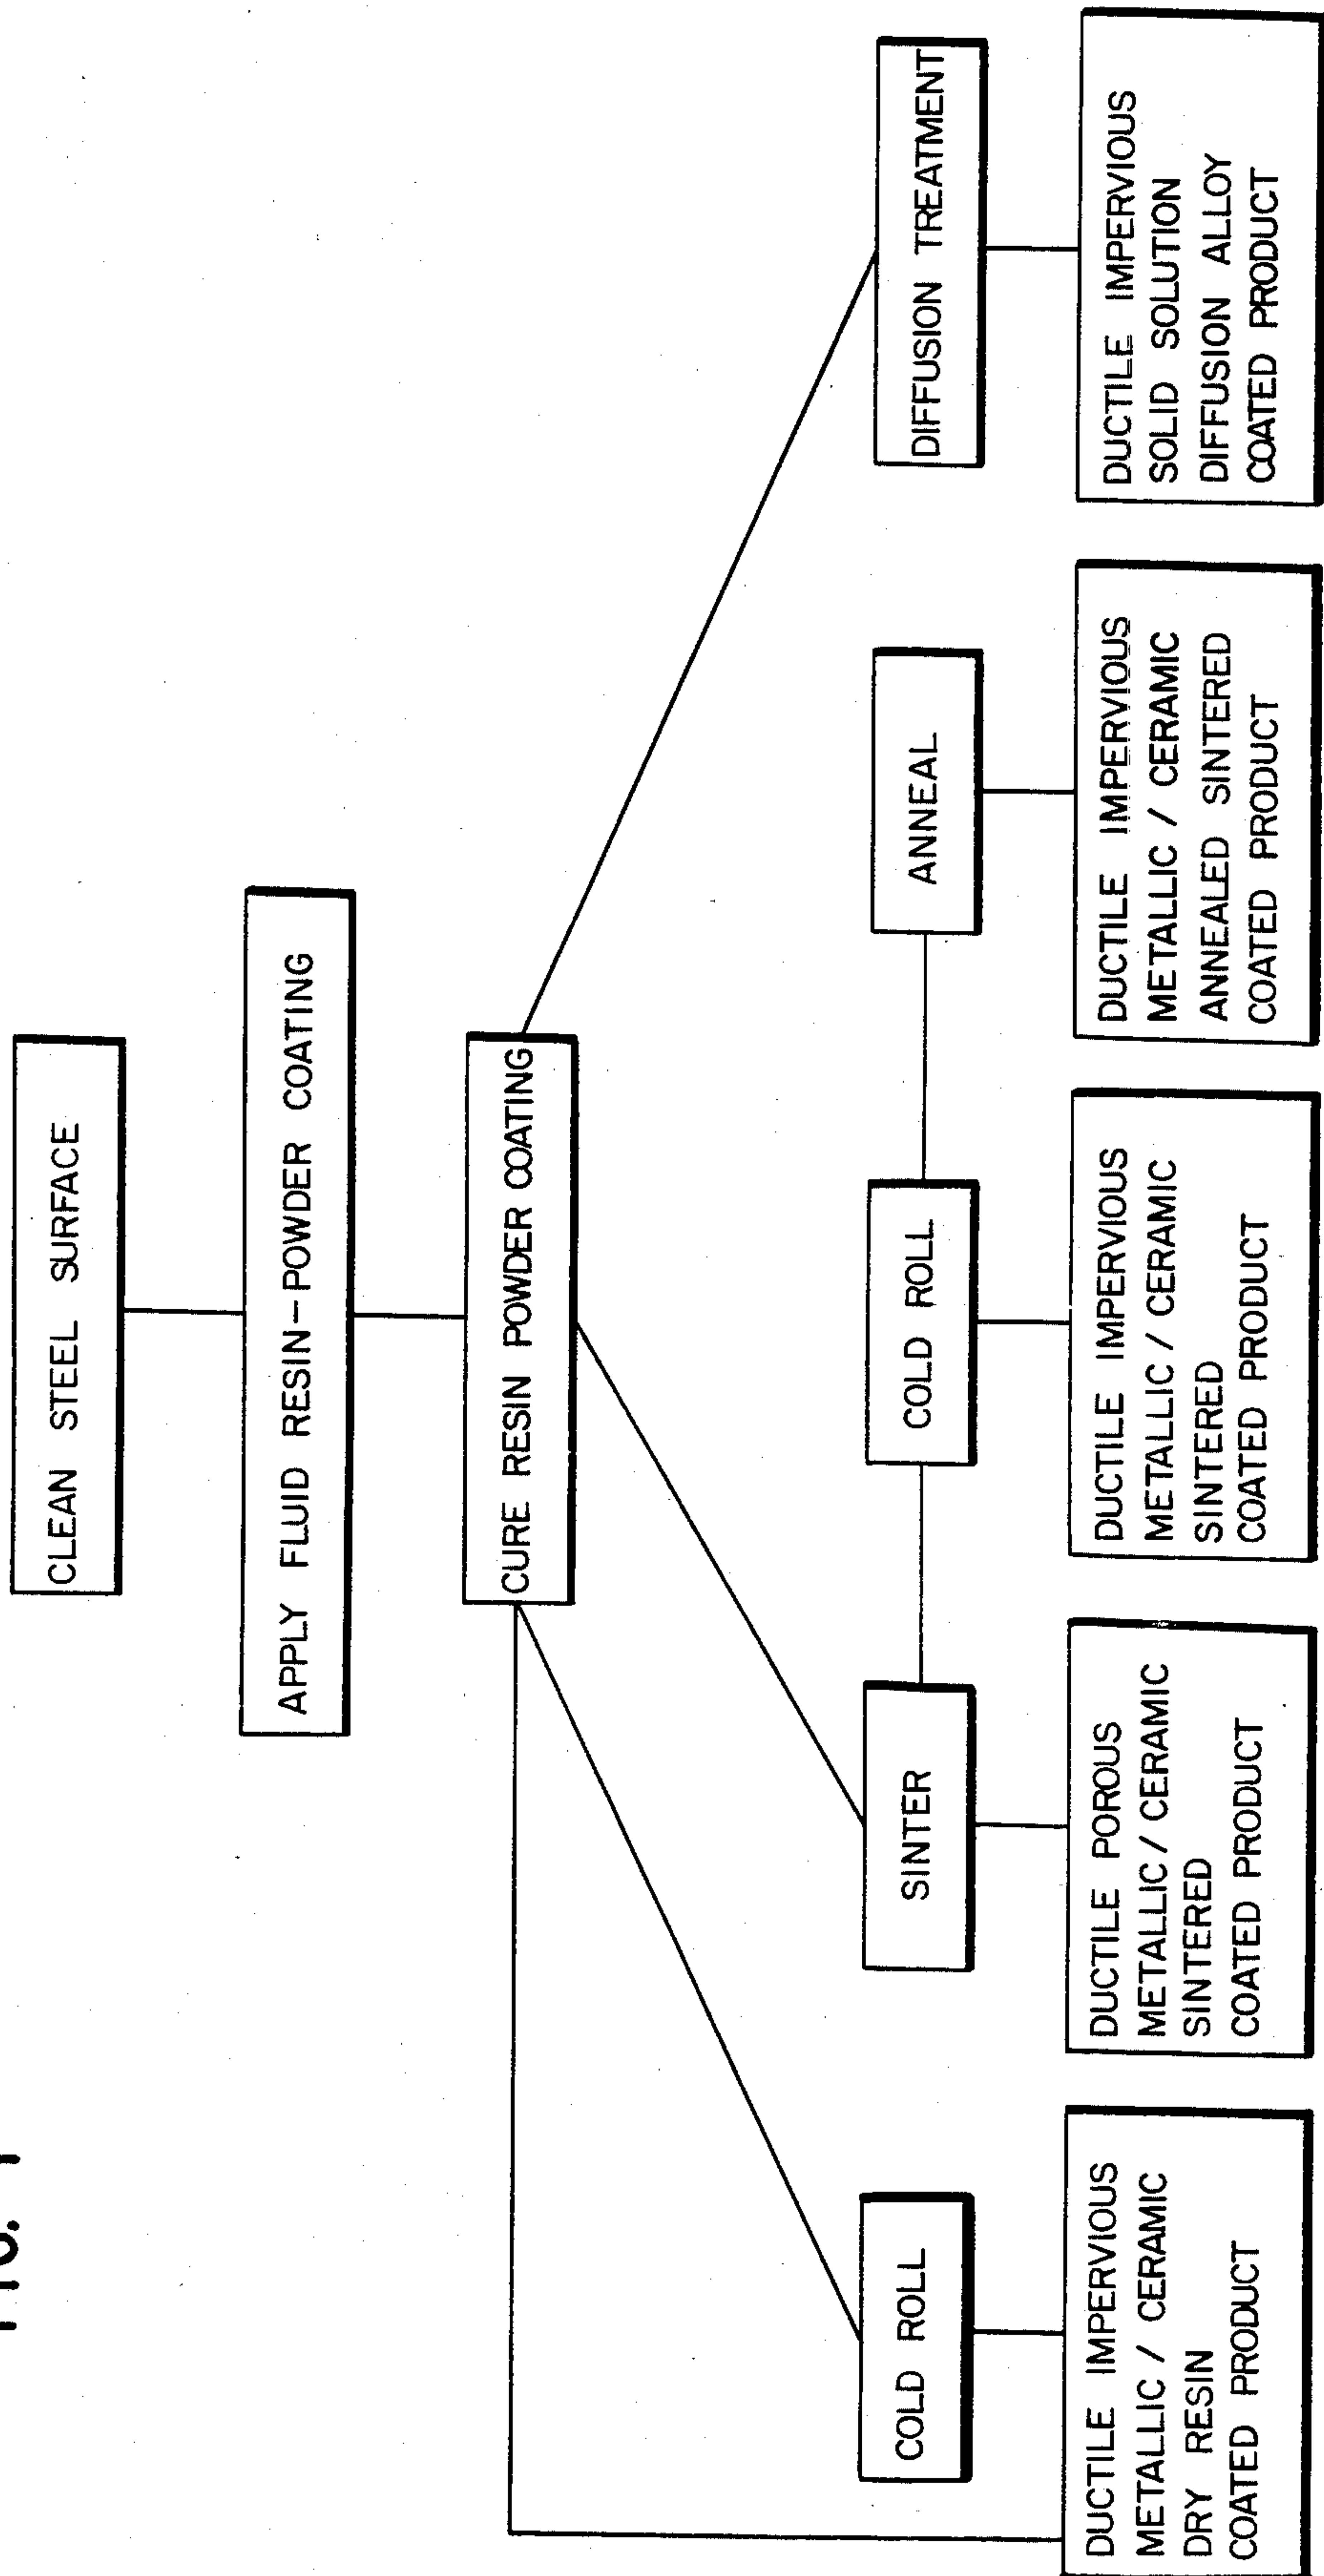 FIG. 1
CLEAN STEEL SURFACE
APPLY FLUID RESIN-POWDER COATING
CURE RESIN POWDER COATING
COLD ROLL
SINTER
COLD ROLL
ANNEAL
DIFFUSION TREATMENT
DUCTILE IMPERVIOUS
METALLIC / CERAMIC
DRY RESIN
COATED PRODUCT
DUCTILE POROUS
METALLIC / CERAMIC
SINTERED
COATED PRODUCT
DUCTILE IMPERVIOUS
METALLIC / CERAMIC
SINTERED
COATED PRODUCT
DUCTILE IMPERVIOUS
METALLIC / CERAMIC
ANNEALED SINTERED
COATED PRODUCT
DUCTILE IMPERVIOUS
SOLID SOLUTION
DIFFUSION ALLOY
COATED PRODUCT